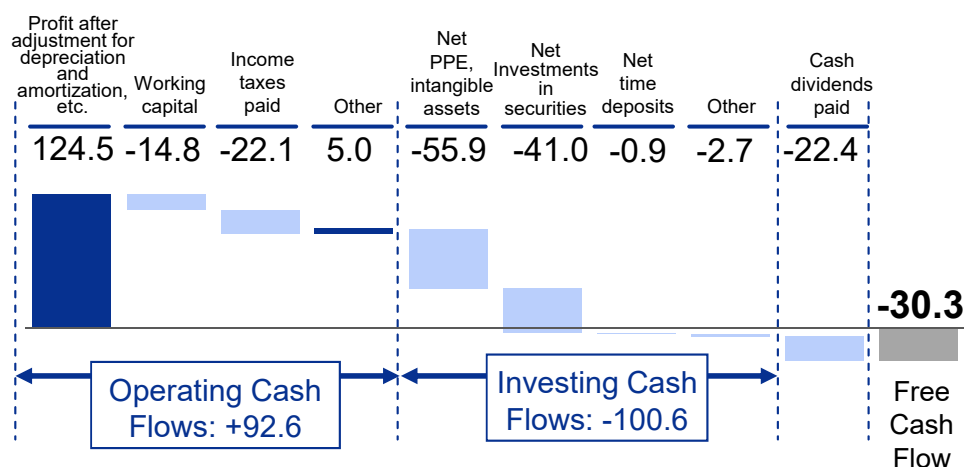 Profit after
adjustment for
depreciation
and
amortization,
etc.
Working
capital
Income
taxes
paid
Other
Net
PPE,
intangible
assets
Net
Investments
in
securities
Net
time
deposits
Other
Cash
dividends
paid
124.5
-14.8
-22.1
5.0
-55.9
-41.0
-0.9
-2.7
-22.4
-30.3
Operating Cash
Flows: +92.6
Investing Cash
Flows: -100.6
Free
Cash
Flow